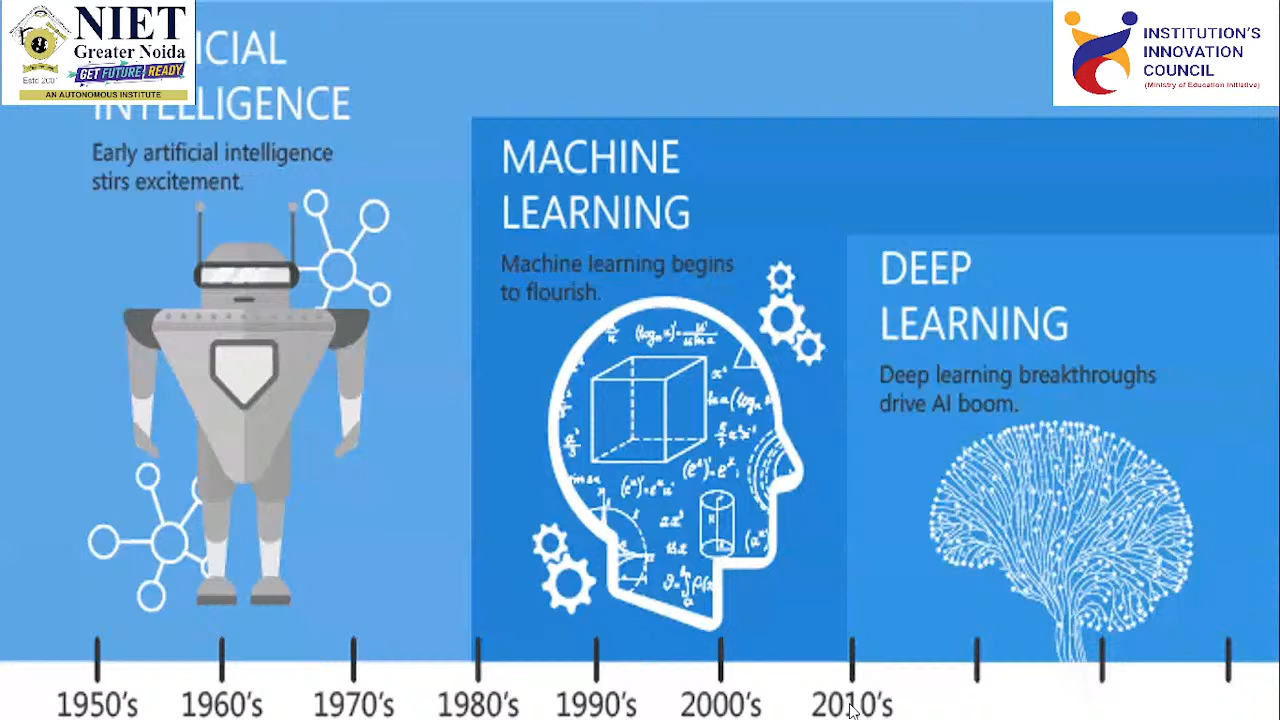 NIET
Greater Noida
GET FUTURE READY
AN AUTONOMOUS INSTITUTE
INSTITUTION'S
INNOVATION
COUNCIL
(Ministry of Education Initiative)
ICIAL
INTELLIGENCE
Early artificial intelligence
stirs excitement.
MACHINE
LEARNING
Machine learning begins
to flourish.
DEEP
LEARNING
Deep learning breakthroughs
drive AI boom.
1950's 1960's 1970's 1980's 1990's 2000's 2010's